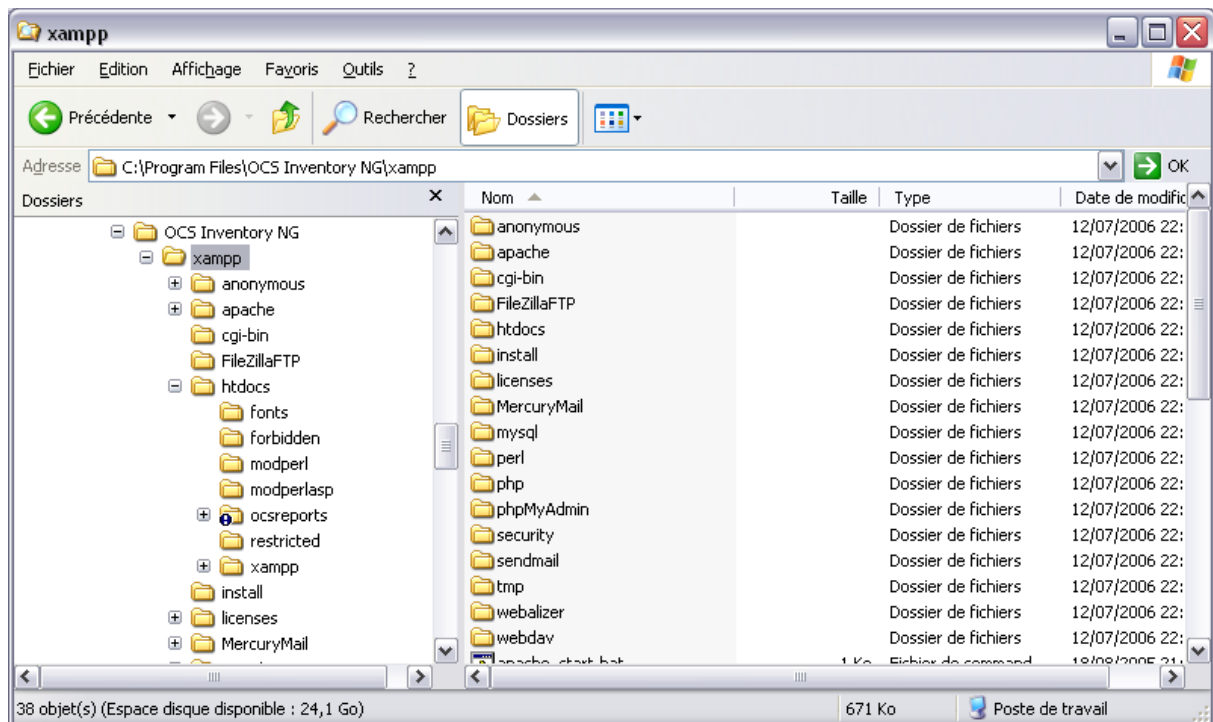 xampp
Fichier Edition Affichage Favoris Outils ?
Précédente Rechercher Dossiers
Adresse C:\Program Files\OCS Inventory NG\xampp OK
Dossiers
OCS Inventory NG
xampp
anonymous
apache
cgi-bin
FileZillaFTP
htdocs
fonts
forbidden
modperl
modperlasp
ocsreports
restricted
xampp
install
licenses
MercuryMail
Nom Taille Type Date de modific
anonymous Dossier de fichiers 12/07/2006 22:
apache Dossier de fichiers 12/07/2006 22:
cgi-bin Dossier de fichiers 12/07/2006 22:
FileZillaFTP Dossier de fichiers 12/07/2006 22:
htdocs Dossier de fichiers 12/07/2006 22:
install Dossier de fichiers 12/07/2006 22:
licenses Dossier de fichiers 12/07/2006 22:
MercuryMail Dossier de fichiers 12/07/2006 22:
mysql Dossier de fichiers 12/07/2006 22:
perl Dossier de fichiers 12/07/2006 22:
php Dossier de fichiers 12/07/2006 22:
phpMyAdmin Dossier de fichiers 12/07/2006 22:
security Dossier de fichiers 12/07/2006 22:
sendmail Dossier de fichiers 12/07/2006 22:
tmp Dossier de fichiers 12/07/2006 22:
webalizer Dossier de fichiers 12/07/2006 22:
webdav Dossier de fichiers 12/07/2006 22:
apache_start.bat 1 Ko Fichier de command
38 objet(s) (Espace disque disponible : 24,1 Go) 671 Ko Poste de travail